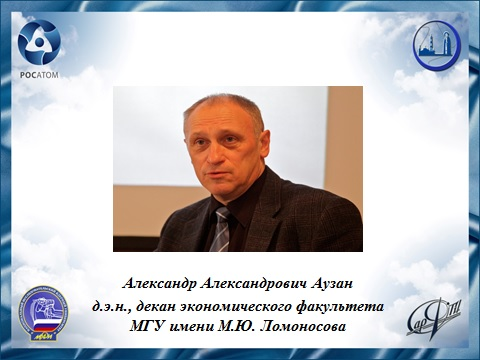 РОСАТОМ
Александр Александрович Аузан
д.э.н., декан экономического факультета
МГУ имени М.Ю. Ломоносова